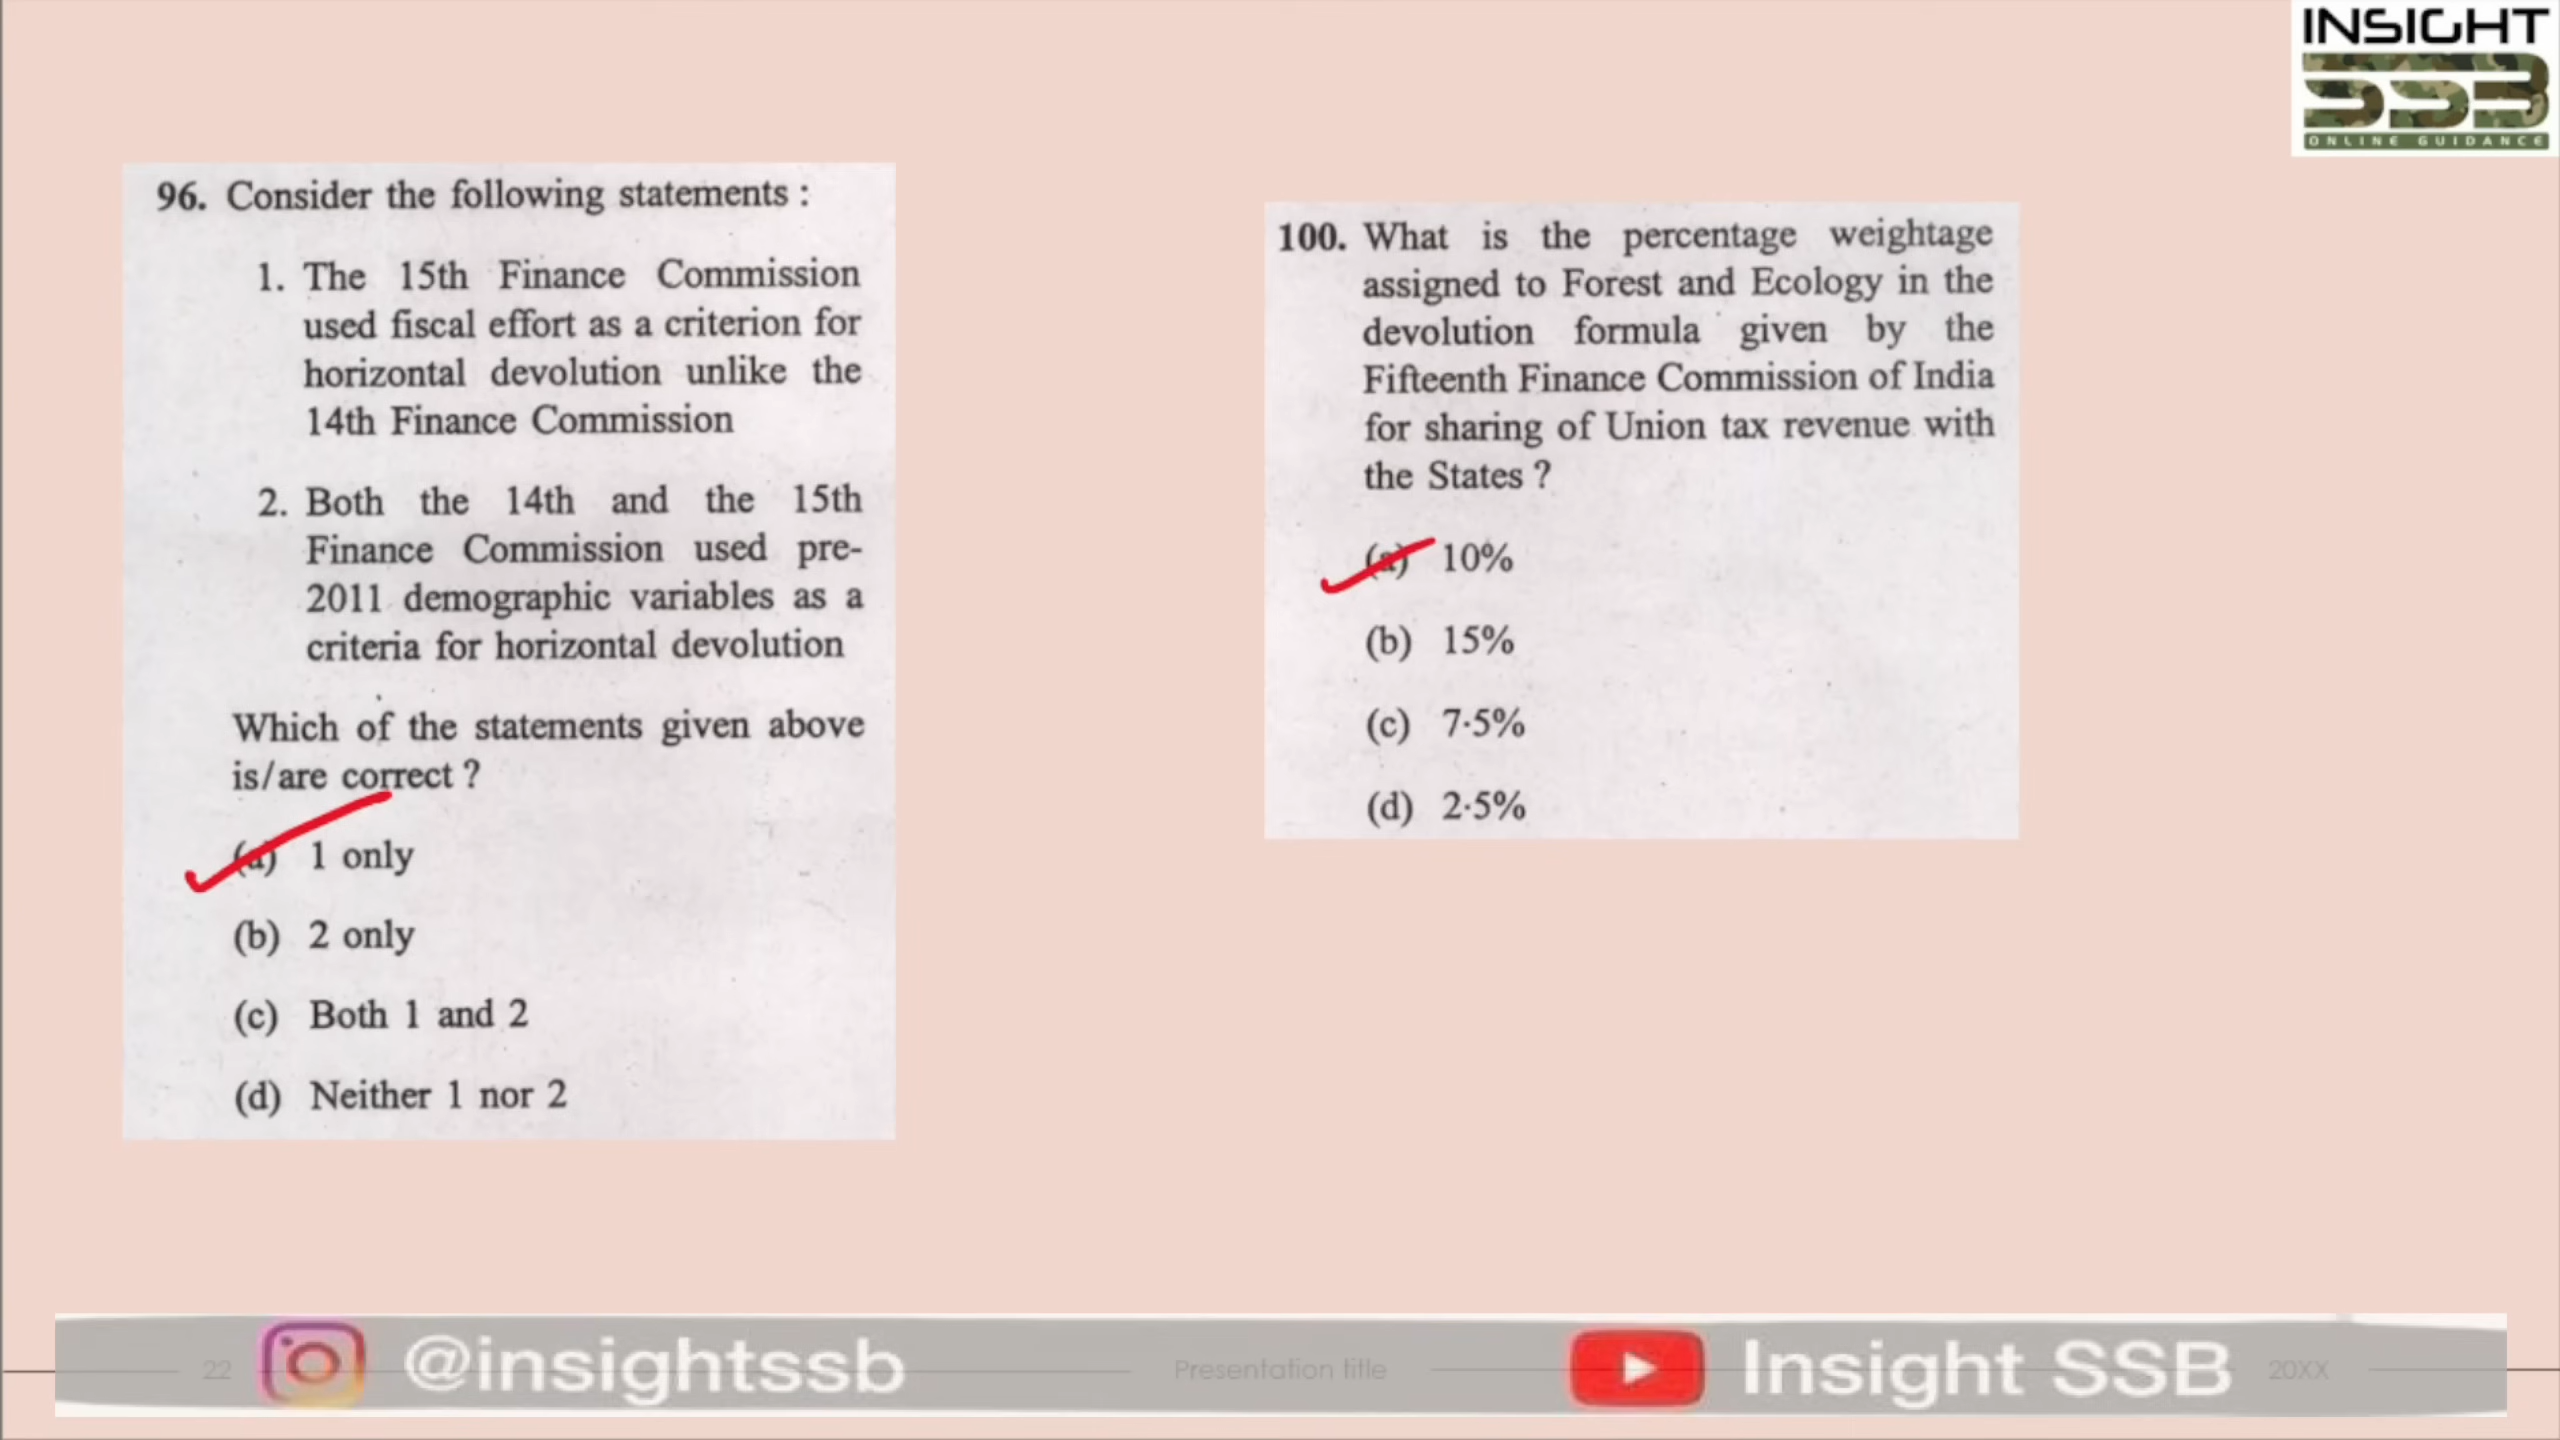 INSIGHT
SSB
ONLINE GUIDANCE
96. Consider the following statements :
1. The 15th Finance Commission
used fiscal effort as a criterion for
horizontal devolution unlike the
14th Finance Commission
2. Both the 14th and the 15th
Finance Commission used pre-
2011 demographic variables as a
criteria for horizontal devolution
Which of the statements given above
is/are correct ?
(a) 1 only
(b) 2 only
(c) Both 1 and 2
(d) Neither 1 nor 2
100. What is the percentage weightage
assigned to Forest and Ecology in the
devolution formula given by the
Fifteenth Finance Commission of India
for sharing of Union tax revenue with
the States ?
(a) 10%
(b) 15%
(c) 7·5%
(d) 2·5%
22
@insightssb
Presentation title
Insight SSB
20XX